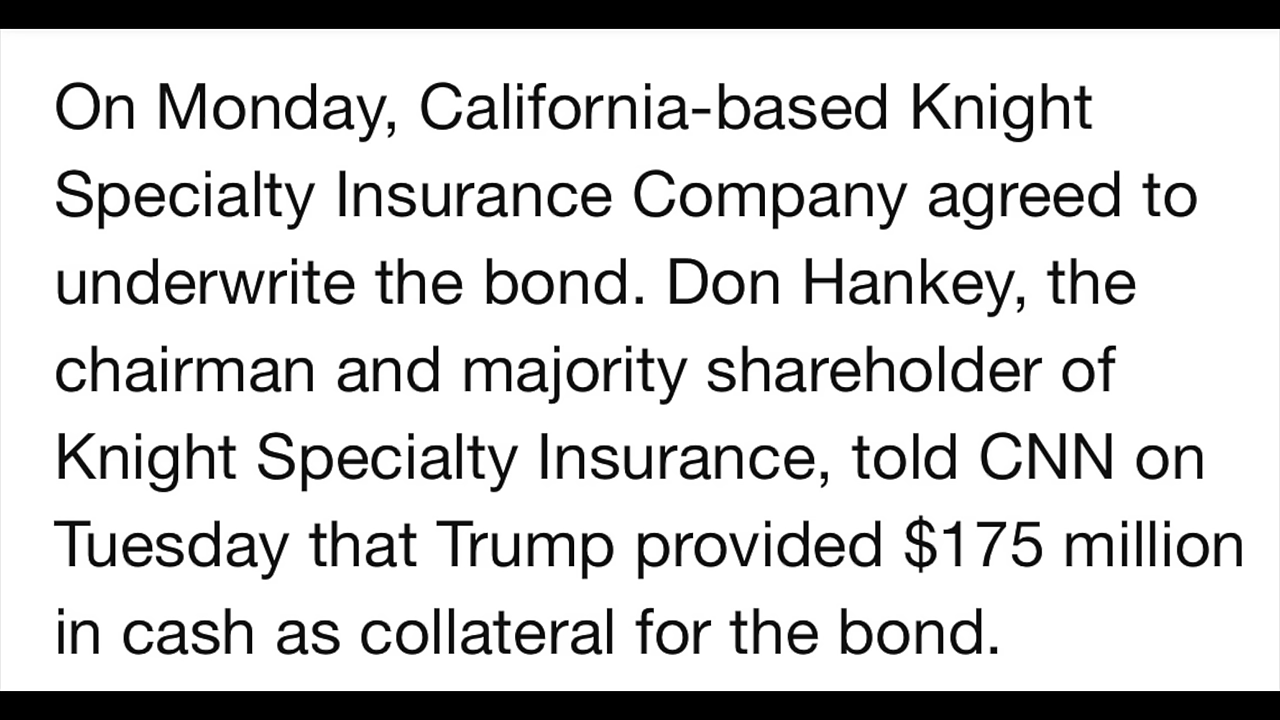 On Monday, California-based Knight
Specialty Insurance Company agreed to
underwrite the bond. Don Hankey, the
chairman and majority shareholder of
Knight Specialty Insurance, told CNN on
Tuesday that Trump provided $175 million
in cash as collateral for the bond.